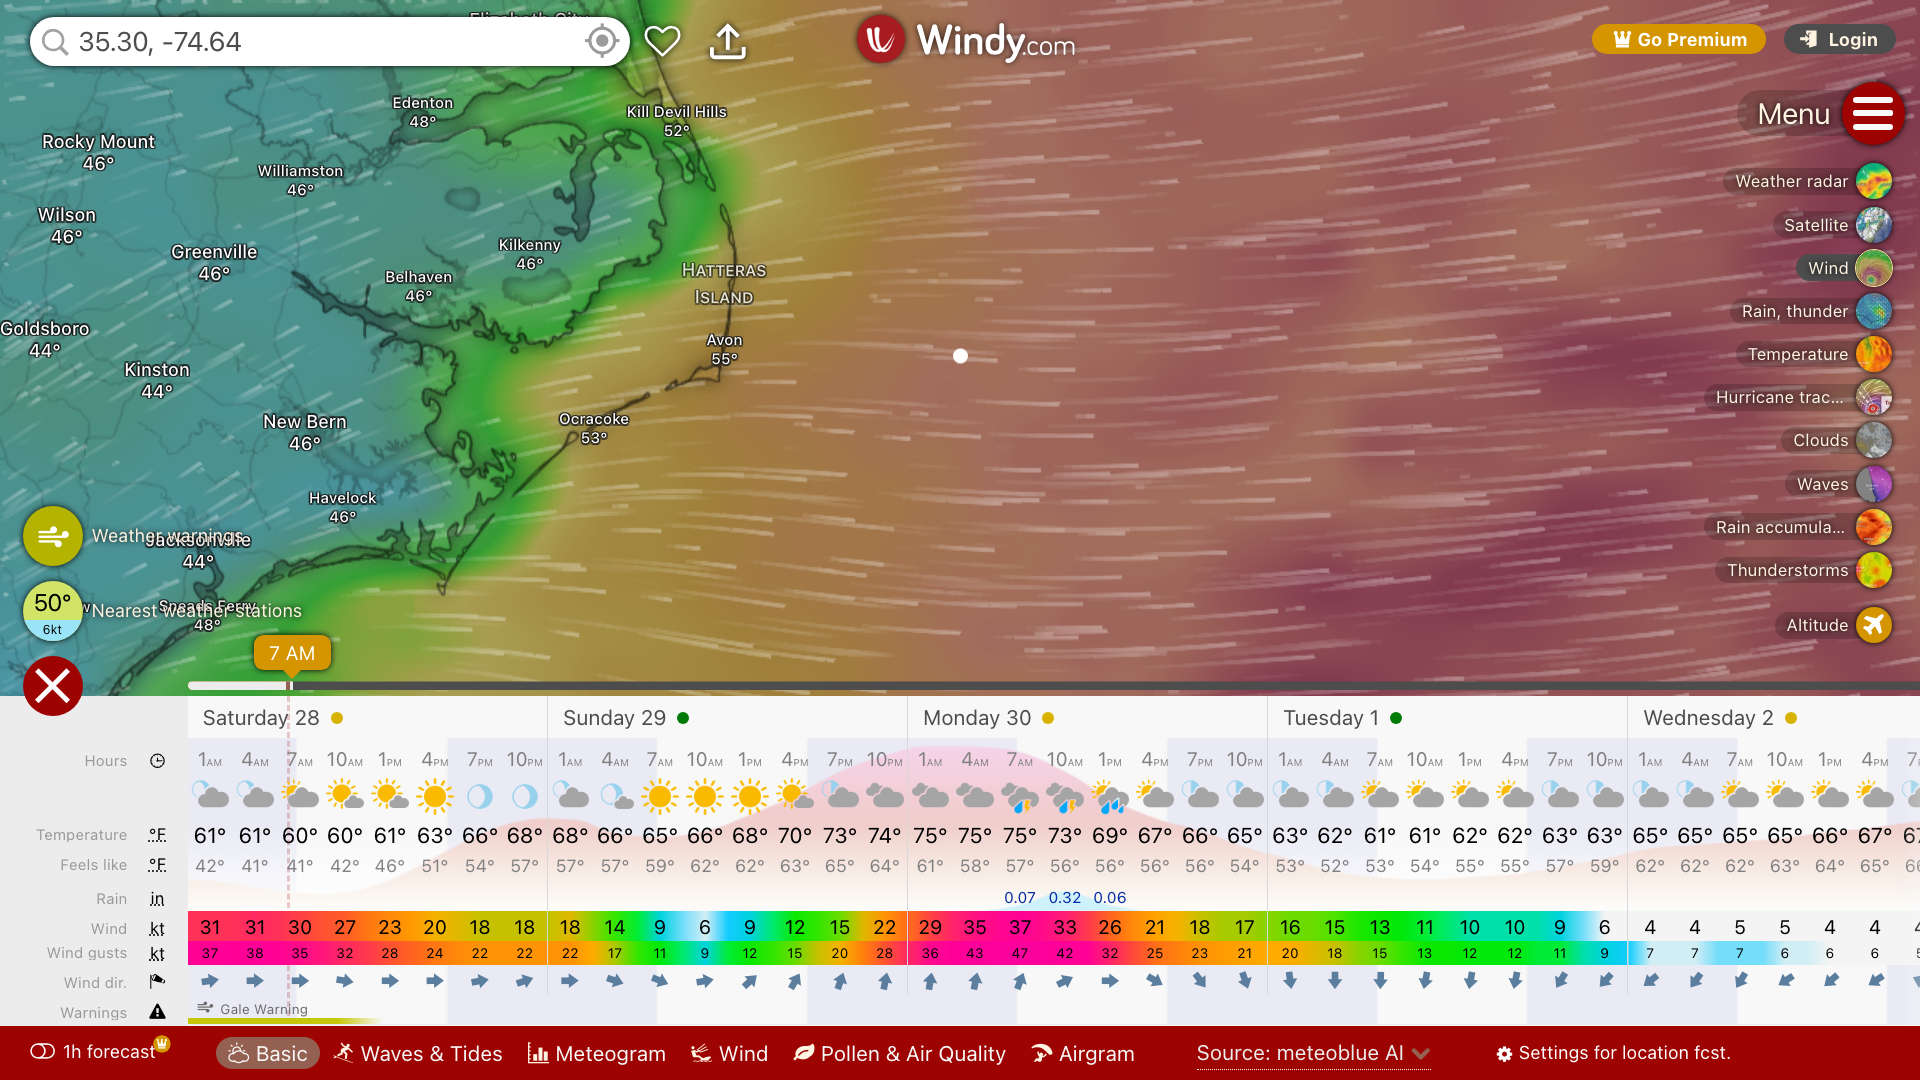 Elizabeth City
35.30, -74.64
Windy.com
Go Premium
Login
Menu
Edenton
48°
Kill Devil Hills
52°
Rocky Mount
46°
Williamston
46°
Weather radar
Wilson
46°
Satellite
Greenville
46°
Kilkenny
46°
Belhaven
46°
HATTERAS
ISLAND
Wind
Rain, thunder
Goldsboro
44°
Avon
55°
Temperature
Kinston
44°
Hurricane trac...
New Bern
46°
Ocracoke
53°
Clouds
Waves
Havelock
46°
Rain accumula...
Weather warnings
Jacksonville
44°
Thunderstorms
50°
6kt
Nearest weather stations
Sneads Ferry
48°
Altitude
7 AM
Saturday 28 Sunday 29 Monday 30 Tuesday 1 Wednesday 2
Hours 1AM 4AM 7AM 10AM 1PM 4PM 7PM 10PM 1AM 4AM 7AM 10AM 1PM 4PM 7PM 10PM 1AM 4AM 7AM 10AM 1PM 4PM 7PM 10PM 1AM 4AM 7AM 10AM 1PM 4PM 7PM 10PM 1AM 4AM 7AM 10AM 1PM 4PM
Temperature °F 61° 61° 60° 60° 61° 63° 66° 68° 68° 66° 65° 66° 68° 70° 73° 74° 75° 75° 75° 73° 69° 67° 66° 65° 63° 62° 61° 61° 62° 62° 63° 63° 65° 65° 65° 65° 66° 67°
Feels like °F 42° 41° 41° 42° 46° 51° 54° 57° 57° 57° 59° 62° 62° 63° 65° 64° 61° 58° 57° 56° 56° 56° 56° 54° 53° 52° 53° 54° 55° 55° 57° 59° 62° 62° 62° 63° 64° 65°
Rain in 0.07 0.32 0.06
Wind kt 31 31 30 27 23 20 18 18 18 14 9 6 9 12 15 22 29 35 37 33 26 21 18 17 16 15 13 11 10 10 9 6 4 4 5 5 4 4
Wind gusts kt 37 38 35 32 28 24 22 22 22 17 11 9 12 15 20 28 36 43 47 42 32 25 23 21 20 18 15 13 12 12 11 9 7 7 7 6 6 6
Wind dir.
Warnings Gale Warning
1h forecast
Basic Waves & Tides Meteogram Wind Pollen & Air Quality Airgram Source: meteoblue AI Settings for location fcst.